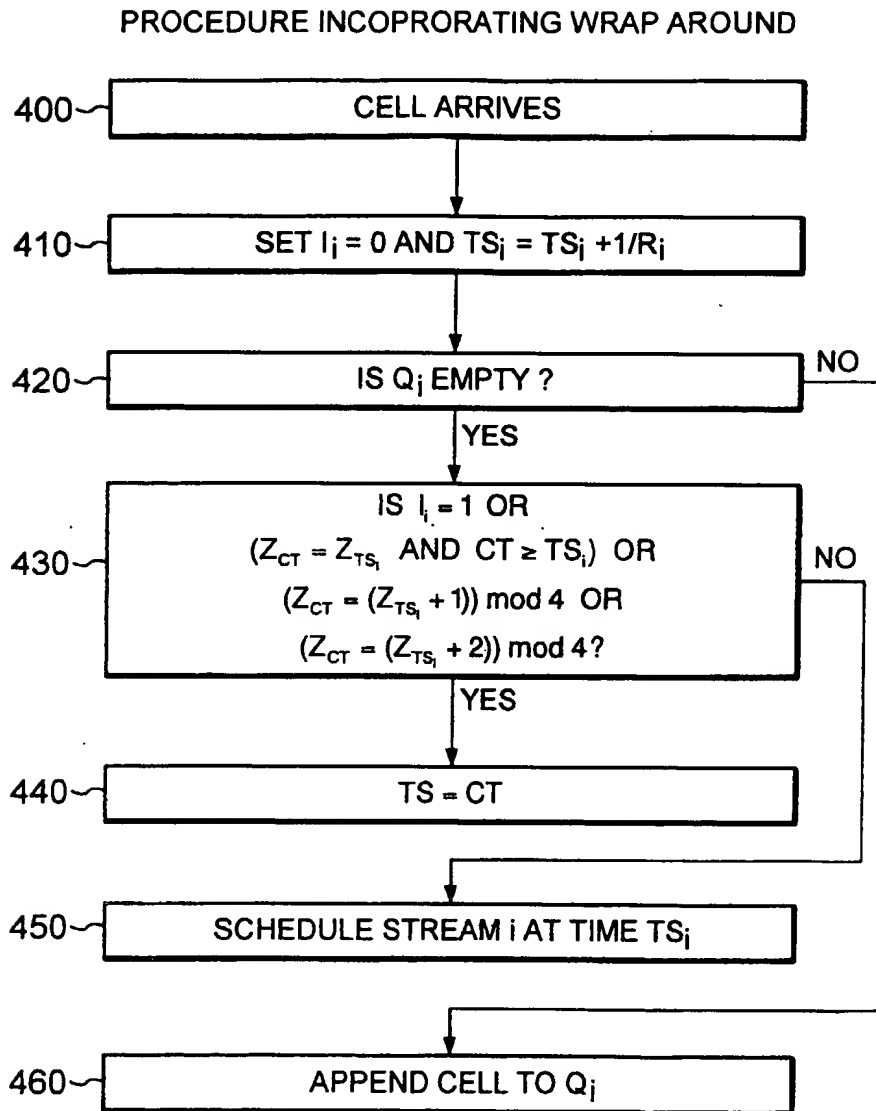 PROCEDURE INCOPRORATING WRAP AROUND
400
CELL ARRIVES
410
SET I_i = 0 AND TS_i = TS_i +1/R_i
420
IS Q_i EMPTY ?
NO
YES
430
IS I_i = 1 OR
(Z_CT = Z_TS_i AND CT ≥ TS_i) OR
(Z_CT = (Z_TS_i + 1)) mod 4 OR
(Z_CT = (Z_TS_i + 2)) mod 4?
NO
YES
440
TS = CT
450
SCHEDULE STREAM i AT TIME TS_i
460
APPEND CELL TO Q_i